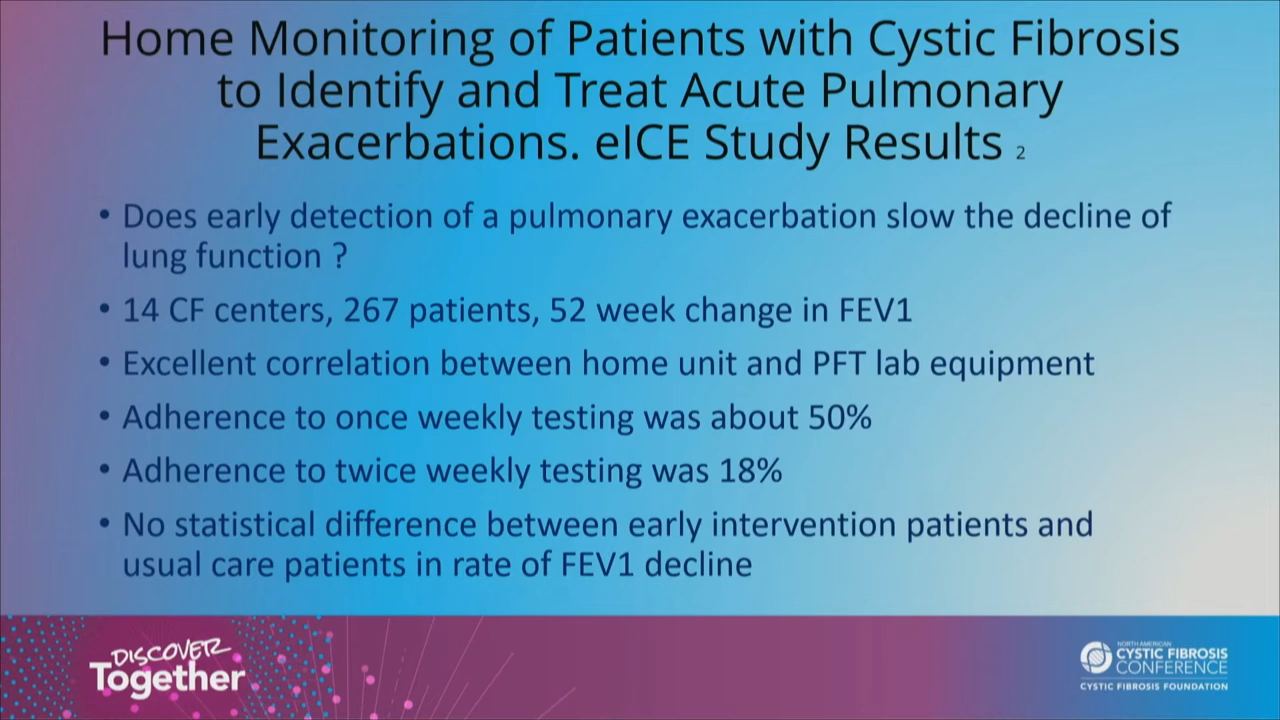 Home Monitoring of Patients with Cystic Fibrosis
to Identify and Treat Acute Pulmonary
Exacerbations. eICE Study Results 2
• Does early detection of a pulmonary exacerbation slow the decline of
lung function ?
• 14 CF centers, 267 patients, 52 week change in FEV1
• Excellent correlation between home unit and PFT lab equipment
• Adherence to once weekly testing was about 50%
• Adherence to twice weekly testing was 18%
• No statistical difference between early intervention patients and
usual care patients in rate of FEV1 decline
DISCOVER
Together
NORTH AMERICAN
CYSTIC FIBROSIS
CONFERENCE
CYSTIC FIBROSIS FOUNDATION